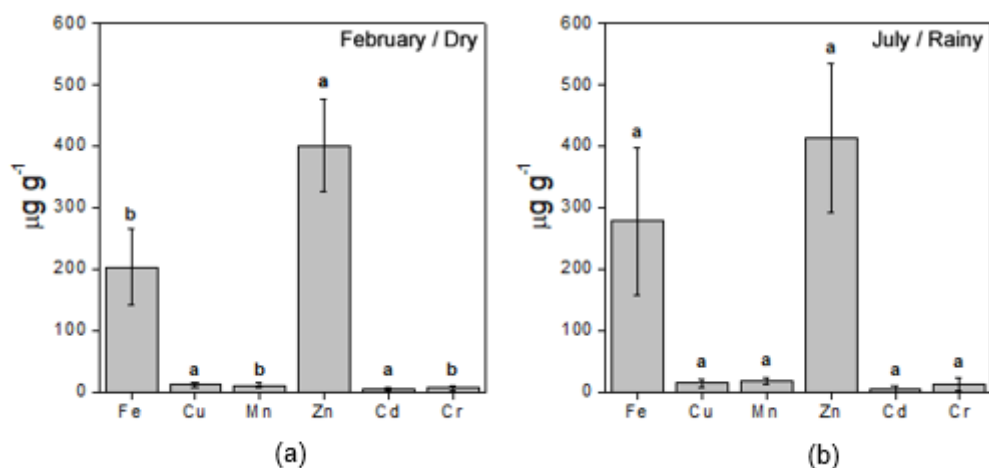 600
February / Dry
500
a
400
µg g⁻¹
300
b
200
100
a
b
a
b
0
Fe Cu Mn Zn Cd Cr
(a)
600
July / Rainy
a
500
a
400
µg g⁻¹
300
200
100
a
a
a
a
0
Fe Cu Mn Zn Cd Cr
(b)